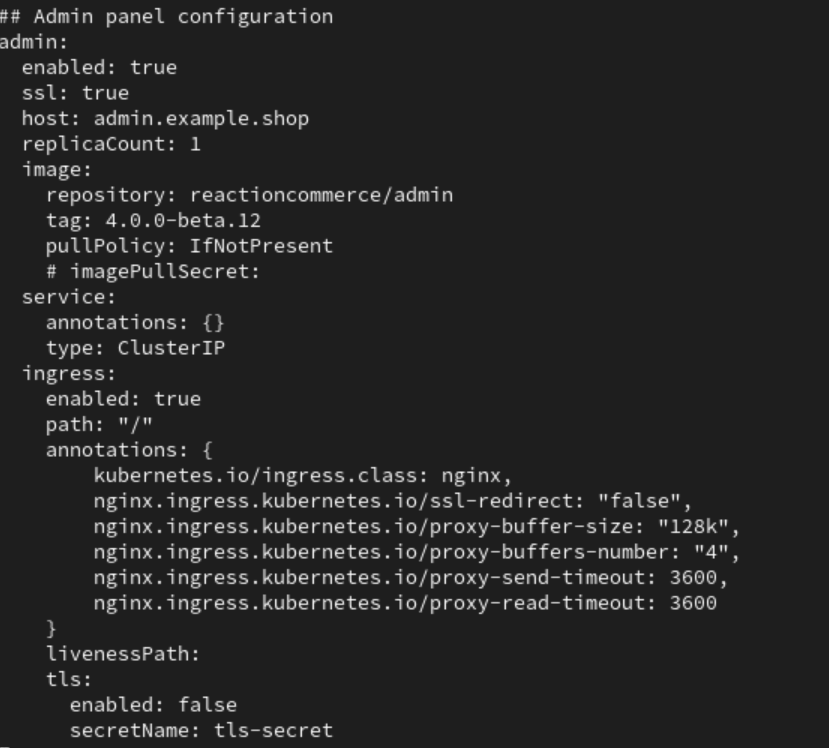 ## Admin panel configuration
admin:
  enabled: true
  ssl: true
  host: admin.example.shop
  replicaCount: 1
  image:
    repository: reactioncommerce/admin
    tag: 4.0.0-beta.12
    pullPolicy: IfNotPresent
    # imagePullSecret:
  service:
    annotations: {}
    type: ClusterIP
  ingress:
    enabled: true
    path: "/"
    annotations: {
        kubernetes.io/ingress.class: nginx,
        nginx.ingress.kubernetes.io/ssl-redirect: "false",
        nginx.ingress.kubernetes.io/proxy-buffer-size: "128k",
        nginx.ingress.kubernetes.io/proxy-buffers-number: "4",
        nginx.ingress.kubernetes.io/proxy-send-timeout: 3600,
        nginx.ingress.kubernetes.io/proxy-read-timeout: 3600
    }
    livenessPath:
    tls:
      enabled: false
      secretName: tls-secret